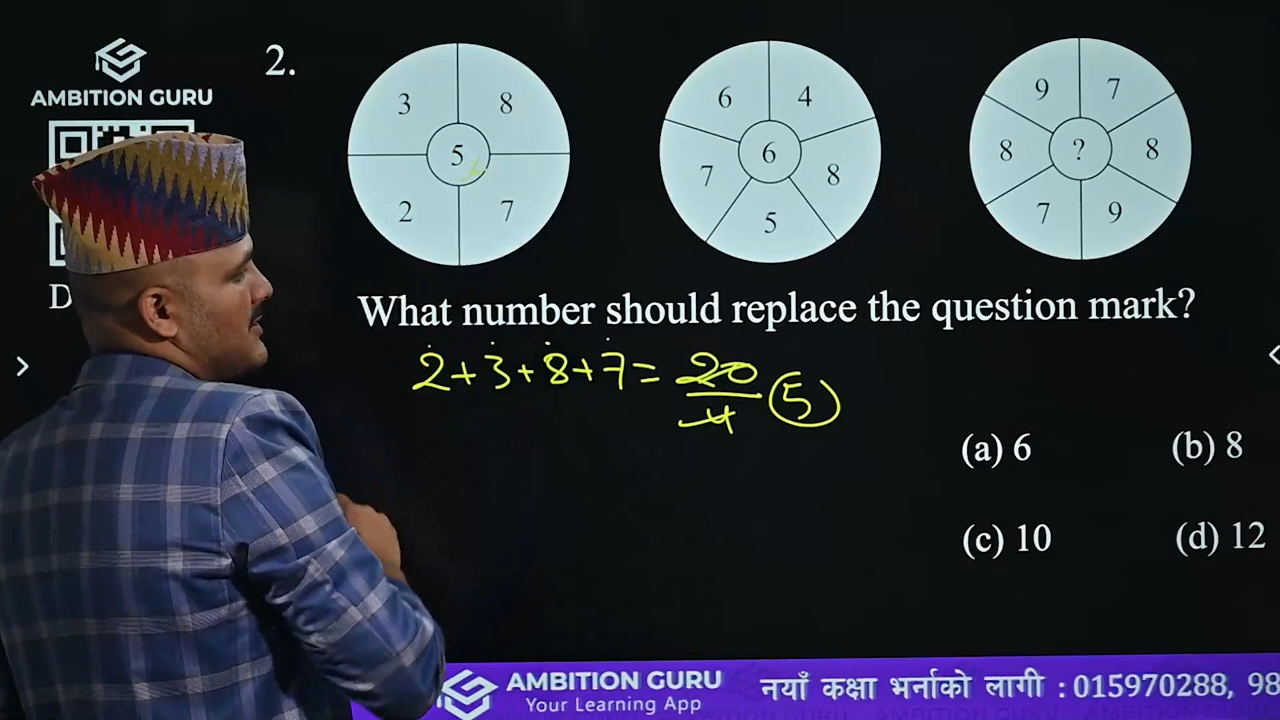 AMBITION GURU
D
2.
3 8 5 2 7
6 4 6 7 8 5
9 7 8 ? 8 7 9
What number should replace the question mark?
2+3+8+7=20/4 5
(a) 6
(b) 8
(c) 10
(d) 12
AMBITION GURU
Your Learning App
नयाँ कक्षा भर्नाको लागी : 015970288, 98